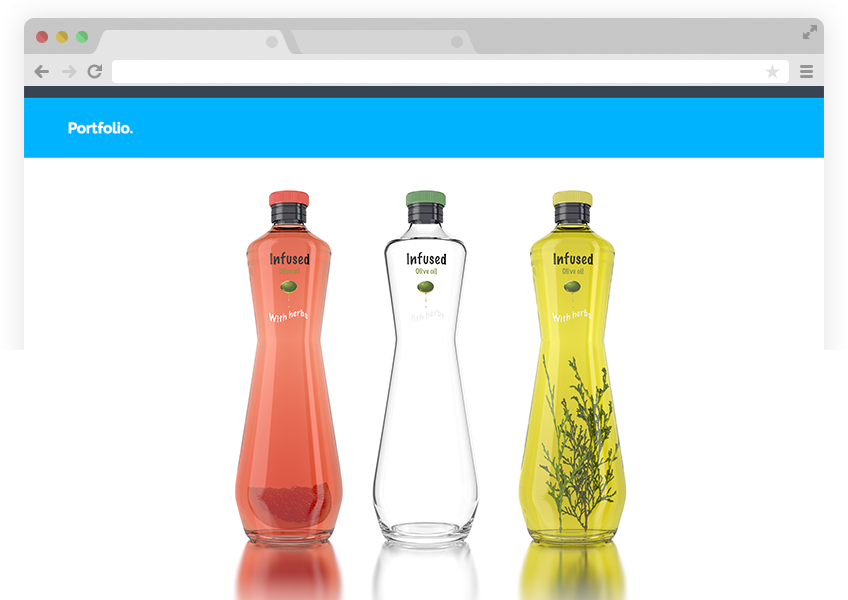 Portfolio.
Infused
Olive oil
With herbs
Infused
Olive oil
With herbs
Infused
Olive oil
With herbs